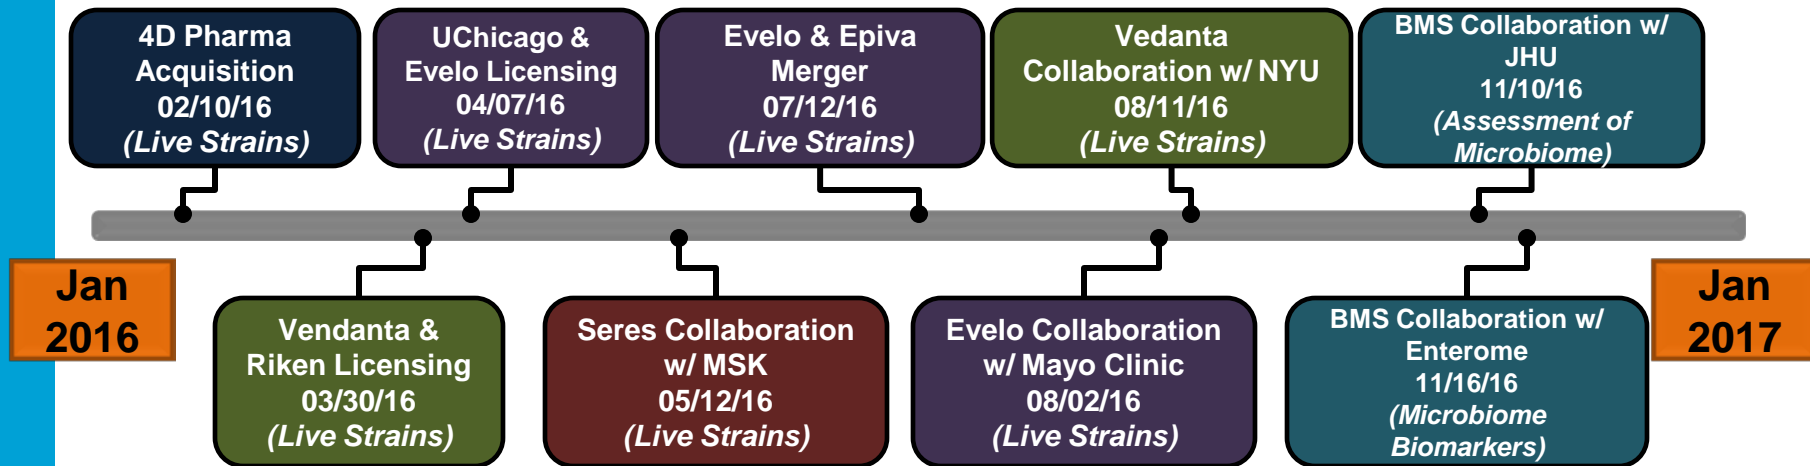 4D Pharma
Acquisition
02/10/16
(Live Strains)
UChicago &
Evelo Licensing
04/07/16
(Live Strains)
Evelo & Epiva
Merger
07/12/16
(Live Strains)
Vedanta
Collaboration w/ NYU
08/11/16
(Live Strains)
BMS Collaboration w/
JHU
11/10/16
(Assessment of
Microbiome)
Jan
2016
Vendanta &
Riken Licensing
03/30/16
(Live Strains)
Seres Collaboration
w/ MSK
05/12/16
(Live Strains)
Evelo Collaboration
w/ Mayo Clinic
08/02/16
(Live Strains)
BMS Collaboration w/
Enterome
11/16/16
(Microbiome
Biomarkers)
Jan
2017